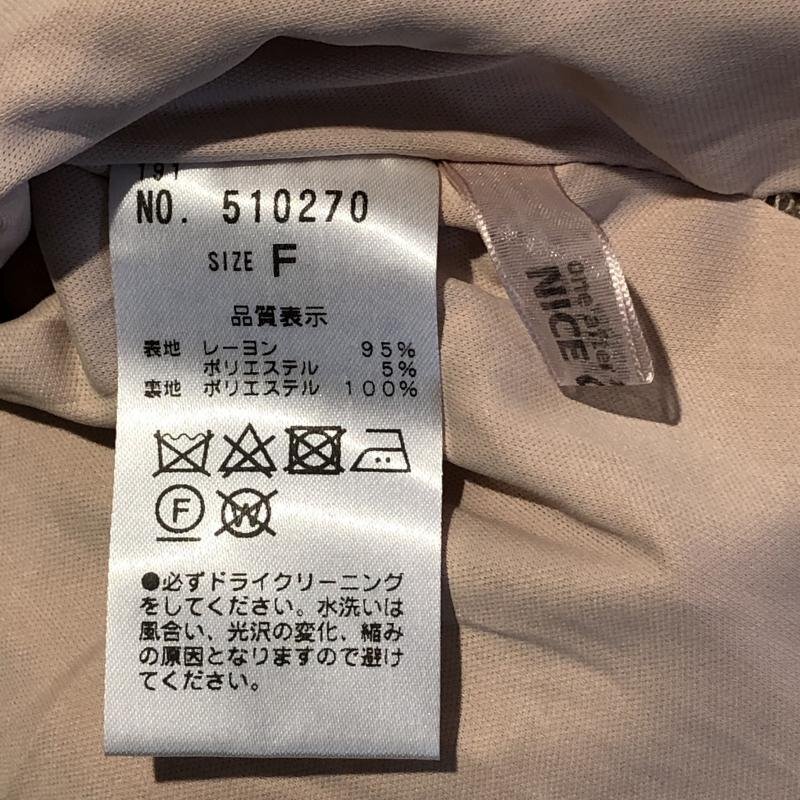 191
NO. 510270
SIZE F
品質表示
表地 レーヨン 95%
ポリエステル 5%
裏地 ポリエステル 100%
F
W
●必ずドライクリーニング
をしてください。水洗いは
風合い、光沢の変化、縮み
の原因となりますので避け
てください。
one after
NICE